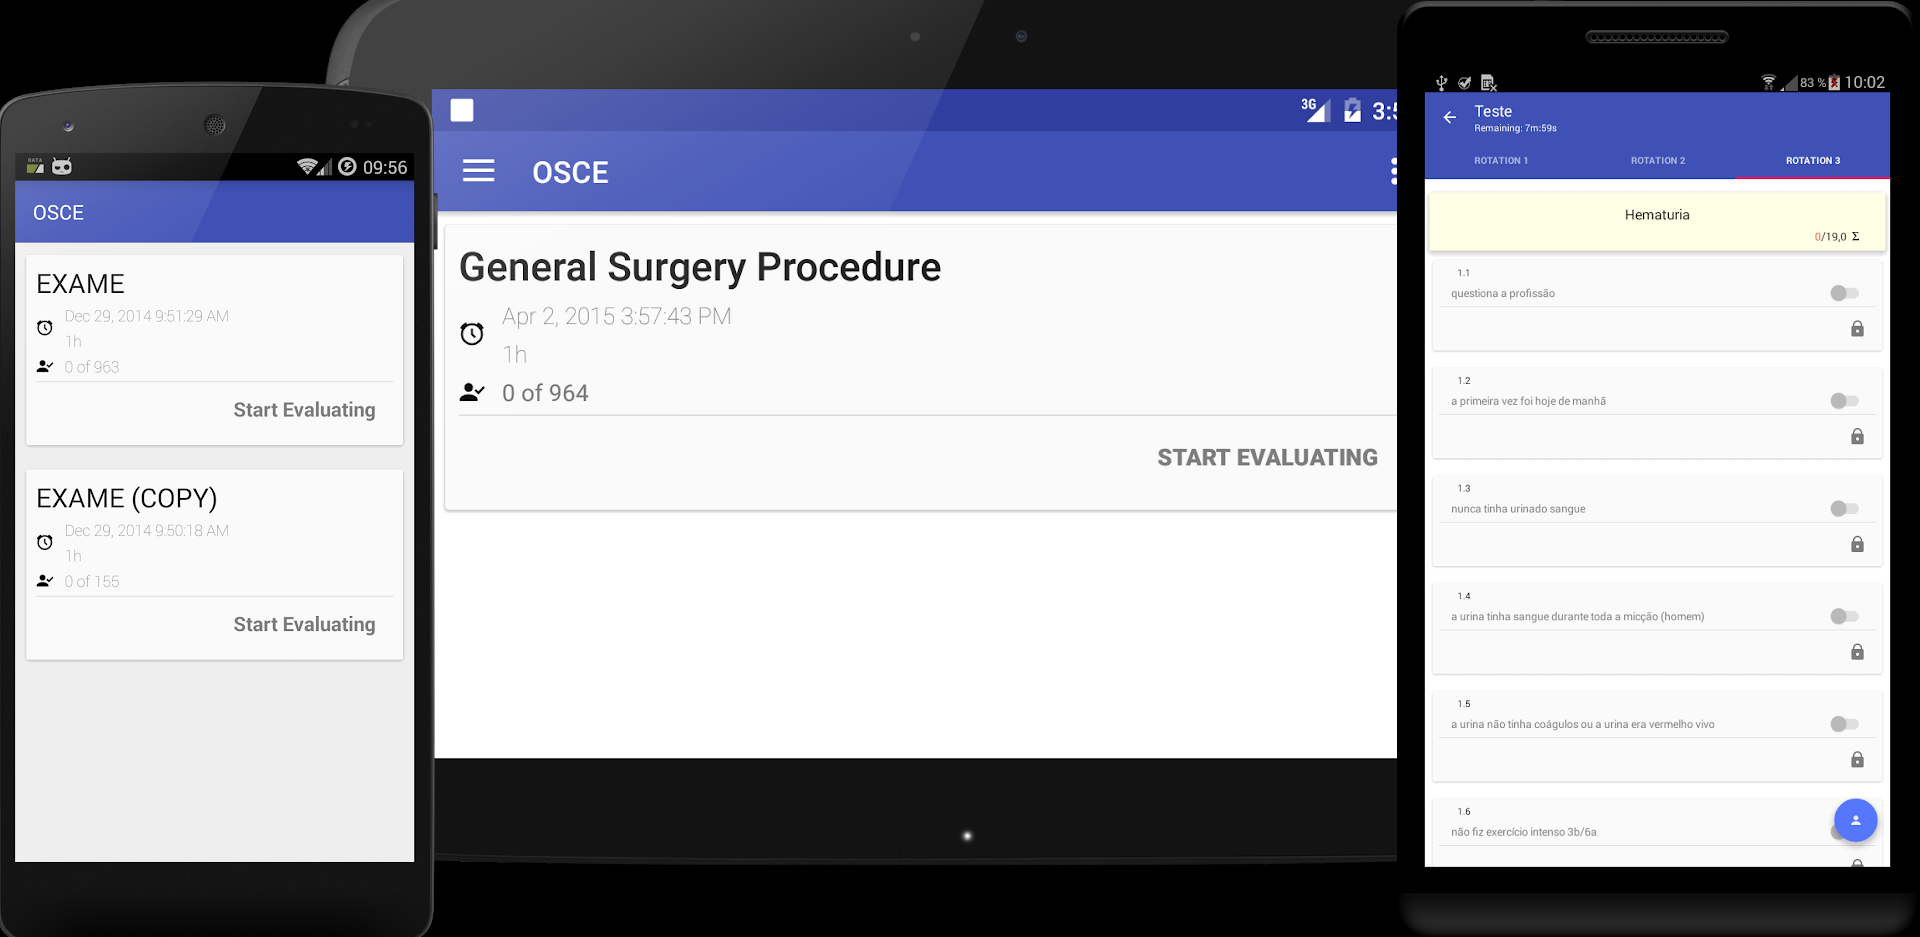 DATA
09:56
OSCE
EXAME
Dec 29, 2014 9:51:29 AM
1h
0 of 963
Start Evaluating
EXAME (COPY)
Dec 29, 2014 9:50:18 AM
1h
0 of 155
Start Evaluating
3G
3:5
OSCE
General Surgery Procedure
Apr 2, 2015 3:57:43 PM
1h
0 of 964
START EVALUATING
83 % 10:02
Teste
Remaining: 7m:59s
ROTATION 1 ROTATION 2 ROTATION 3
Hematuria
0/19,0 Σ
1.1
questiona a profissão
1.2
a primeira vez foi hoje de manhã
1.3
nunca tinha urinado sangue
1.4
a urina tinha sangue durante toda a micção (homem)
1.5
a urina não tinha coágulos ou a urina era vermelho vivo
1.6
não fiz exercício intenso 3b/6a